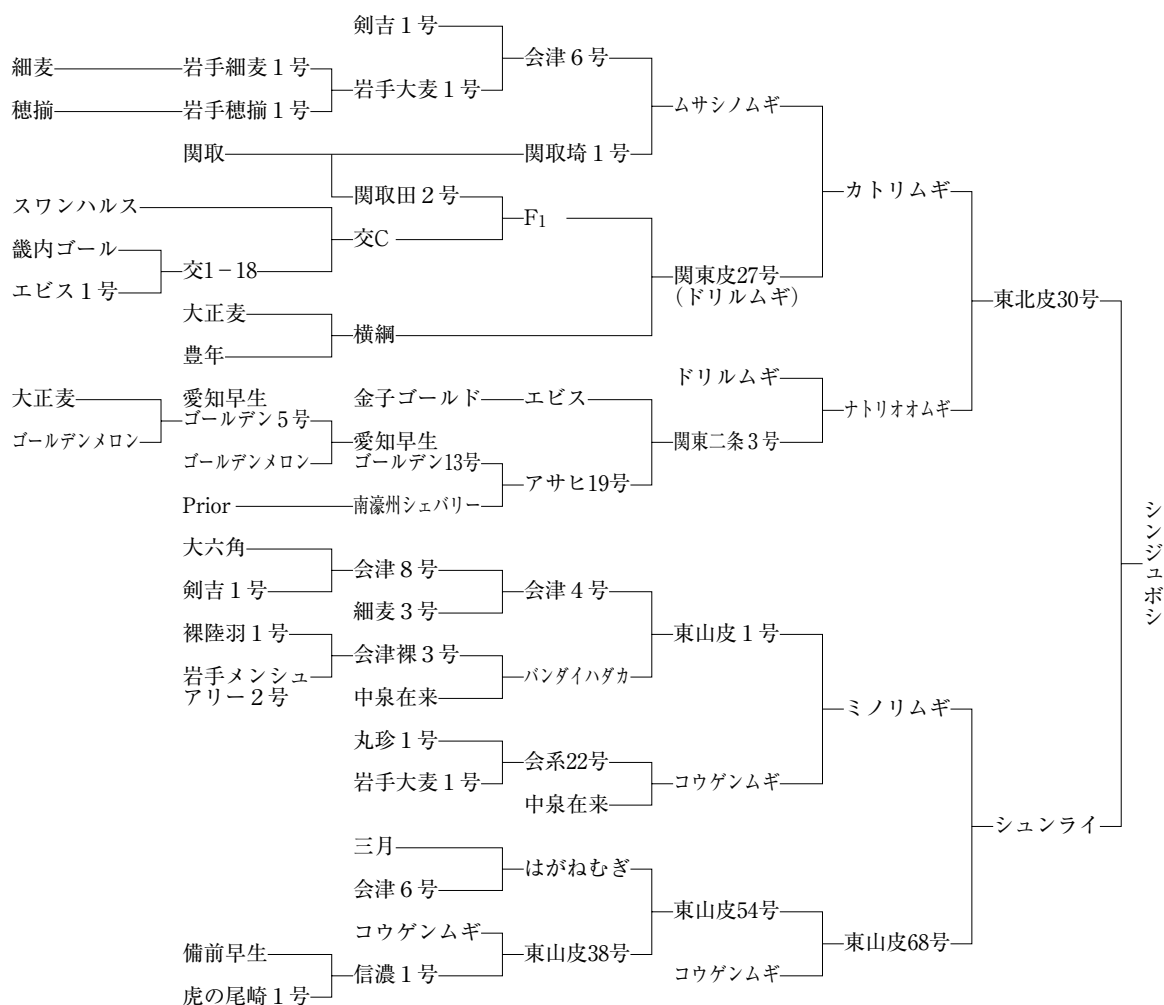 剣吉1号
細麦
岩手細麦1号
会津6号
岩手大麦1号
穂揃
岩手穂揃1号
ムサシノムギ
関取
関取埼1号
カトリムギ
関取田2号
スワンハルス
F1
交C
畿内ゴール
交1-18
関東皮27号
(ドリルムギ)
エビス1号
東北皮30号
大正麦
横綱
豊年
ドリルムギ
大正麦
愛知早生
ゴールデン5号
金子ゴールド
エビス
ナトリオオムギ
ゴールデンメロン
愛知早生
ゴールデン13号
関東二条3号
ゴールデンメロン
アサヒ19号
Prior
南濠州シェバリー
シンジュボシ
大六角
会津8号
会津4号
剣吉1号
細麦3号
東山皮1号
裸陸羽1号
会津裸3号
バンダイハダカ
岩手メンシュ
アリー2号
中泉在来
ミノリムギ
丸珍1号
会系22号
コウゲンムギ
岩手大麦1号
中泉在来
シュンライ
三月
はがねむぎ
会津6号
東山皮54号
コウゲンムギ
東山皮38号
東山皮68号
備前早生
信濃1号
コウゲンムギ
虎の尾崎1号